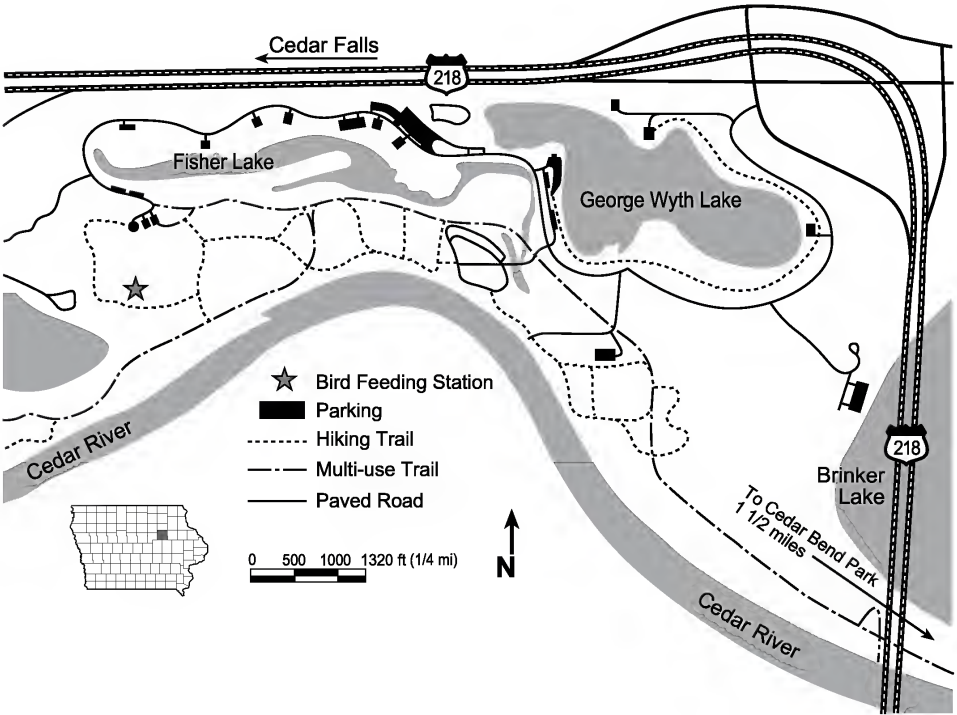 Cedar Falls
218
Fisher Lake
George Wyth Lake
Bird Feeding Station
Parking
Hiking Trail
Multi-use Trail
Paved Road
Cedar River
218
Brinker
Lake
To Cedar Bend Park
1 1/2 miles
0 500 1000 1320 ft (1/4 mi)
N
Cedar River